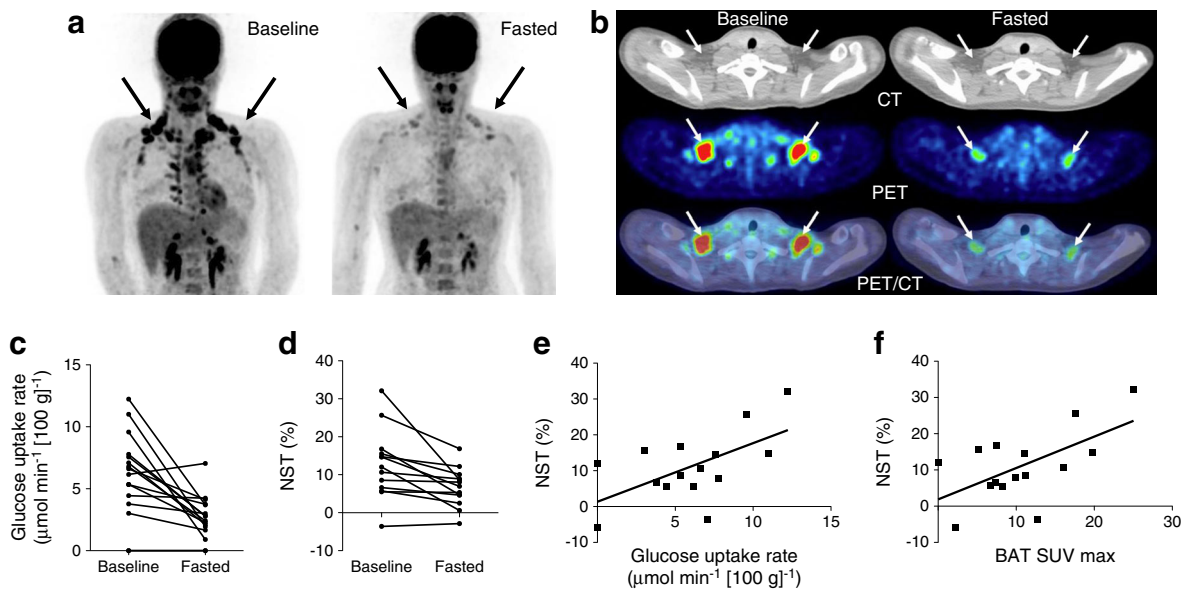 a
Baseline
Fasted
b
Baseline
Fasted
CT
PET
PET/CT
c
Glucose uptake rate
(μmol min⁻¹ [100 g]⁻¹)
15
10
5
0
Baseline
Fasted
d
NST (%)
40
30
20
10
0
-10
Baseline
Fasted
e
NST (%)
40
30
20
10
0
-10
5
10
15
Glucose uptake rate
(μmol min⁻¹ [100 g]⁻¹)
f
NST (%)
40
30
20
10
0
-10
10
20
30
BAT SUV max